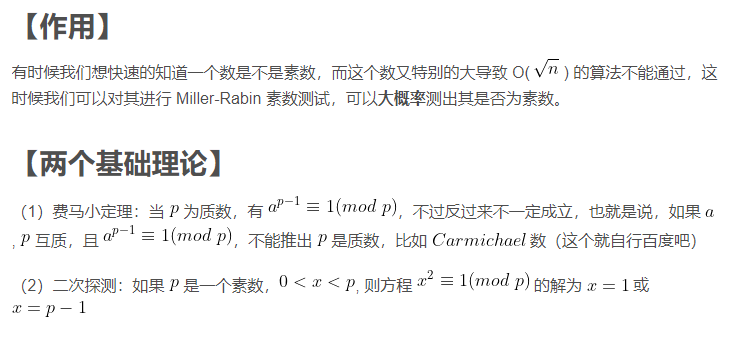 【作用】
有时候我们想快速的知道一个数是不是素数，而这个数又特别的大导致 O( √n ) 的算法不能通过，这
时候我们可以对其进行 Miller-Rabin 素数测试，可以大概率测出其是否为素数。
【两个基础理论】
（1）费马小定理：当 p 为质数，有 a^{p-1} ≡ 1(mod p)，不过反过来不一定成立，也就是说，如果 a
, p 互质，且 a^{p-1} ≡ 1(mod p)，不能推出 p 是质数，比如 Carmichael 数（这个就自行百度吧）
（2）二次探测：如果 p 是一个素数， 0 < x < p, 则方程 x² ≡ 1(mod p) 的解为 x = 1 或
x = p − 1